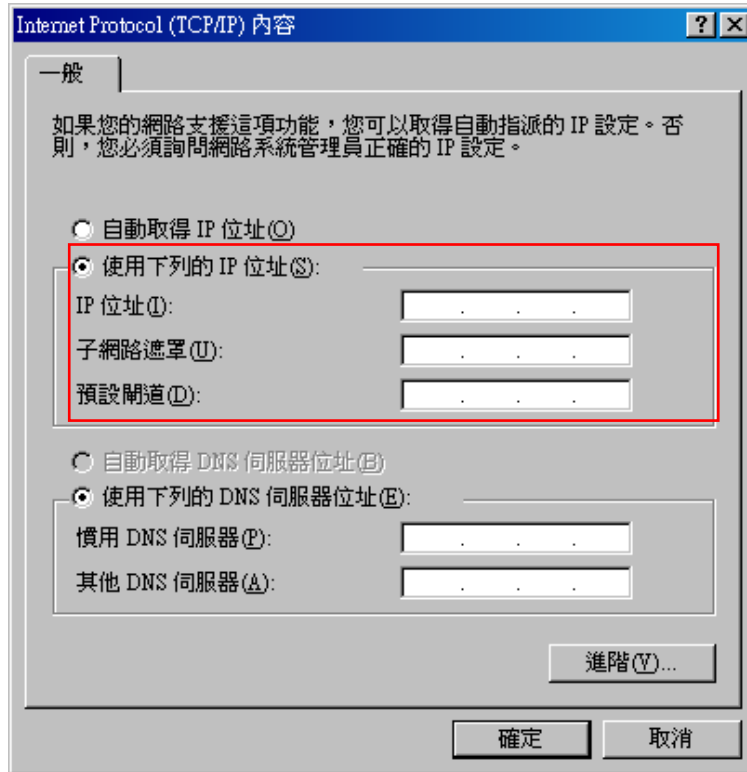 Internet Protocol (TCP/IP) 內容
一般
如果您的網路支援這項功能，您可以取得自動指派的 IP 設定。否
則，您必須詢問網路系統管理員正確的 IP 設定。
自動取得 IP 位址(O)
使用下列的 IP 位址(S):
IP 位址(I):
子網路遮罩(U):
預設閘道(D):
自動取得 DNS 伺服器位址(B)
使用下列的 DNS 伺服器位址(E):
慣用 DNS 伺服器(P):
其他 DNS 伺服器(A):
進階(V)...
確定
取消